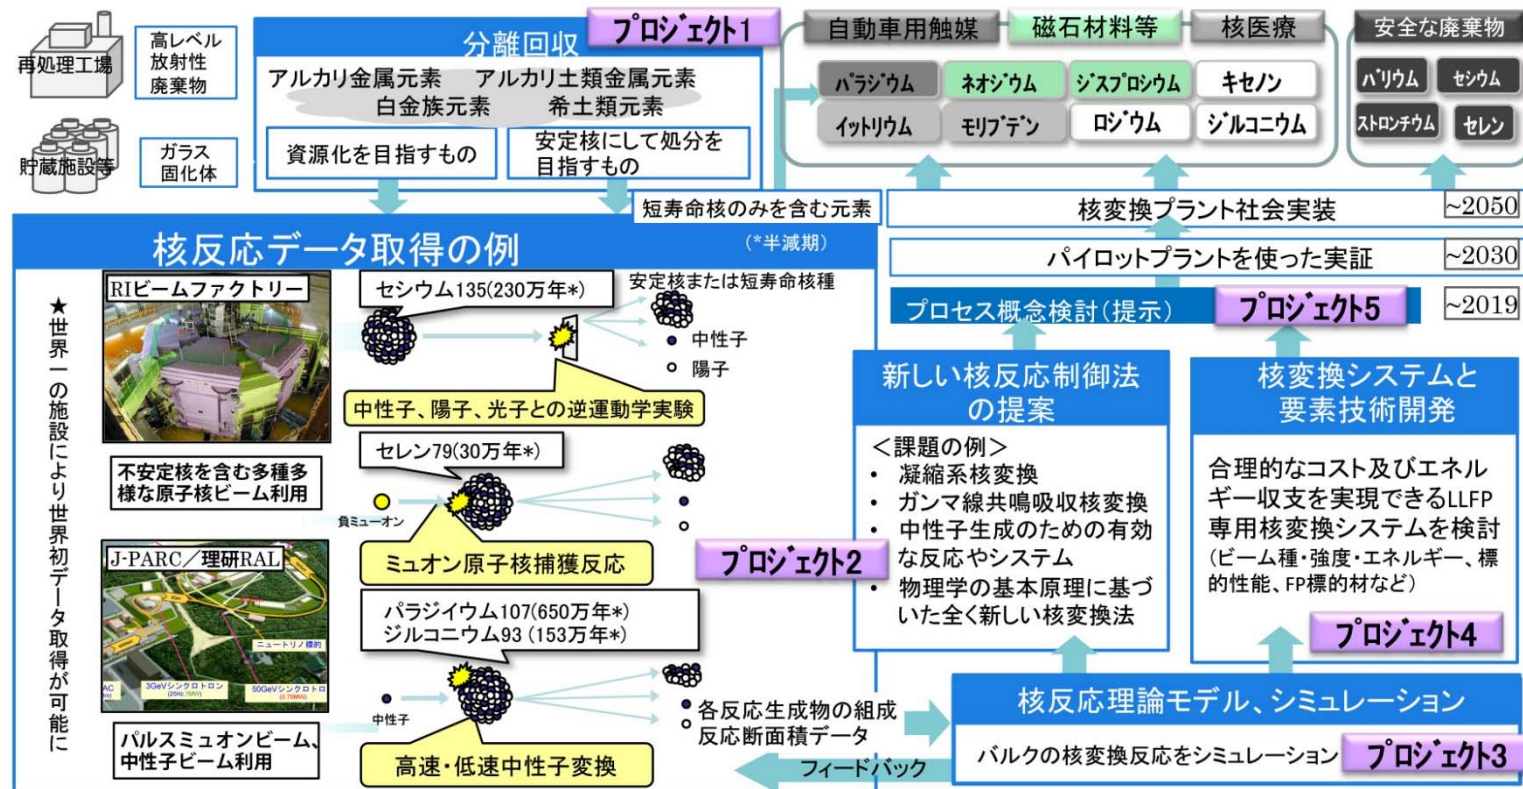 再処理工場
高レベル
放射性
廃棄物
貯蔵施設等
ガラス
固化体
分離回収
プロジェクト1
アルカリ金属元素 アルカリ土類金属元素
白金族元素 希土類元素
資源化を目指すもの
安定核にして処分を
目指すもの
自動車用触媒
磁石材料等
核医療
パラジウム
ネオジウム
ジスプロシウム
キセノン
イットリウム
モリブデン
ロジウム
ジルコニウム
安全な廃棄物
バリウム
セシウム
ストロンチウム
セレン
短寿命核のみを含む元素
核変換プラント社会実装
~2050
パイロットプラントを使った実証
~2030
プロセス概念検討(提示)
プロジェクト5
~2019
核反応データ取得の例
(*半減期)
★世界一の施設により世界初データ取得が可能に
RIビームファクトリー
不安定核を含む多種多
様な原子核ビーム利用
セシウム135(230万年*)
安定核または短寿命核種
中性子
陽子
中性子、陽子、光子との逆運動学実験
セレン79(30万年*)
負ミューオン
ミュオン原子核捕獲反応
プロジェクト2
J-PARC/理研RAL
ニュートリノ標的
3GeVシンクロトロン
(25Hz,1MW)
50GeVシンクロトロ
(0.75MW)
パルスミュオンビーム、
中性子ビーム利用
パラジイウム107(650万年*)
ジルコニウム93 (153万年*)
中性子
高速・低速中性子変換
各反応生成物の組成
反応断面積データ
フィードバック
新しい核反応制御法
の提案
<課題の例>
• 凝縮系核変換
• ガンマ線共鳴吸収核変換
• 中性子生成のための有効
な反応やシステム
• 物理学の基本原理に基づ
いた全く新しい核変換法
核変換システムと
要素技術開発
合理的なコスト及びエネル
ギー収支を実現できるLLFP
専用核変換システムを検討
(ビーム種・強度・エネルギー、標
的性能、FP標的材など)
プロジェクト4
核反応理論モデル、シミュレーション
バルクの核変換反応をシミュレーション
プロジェクト3